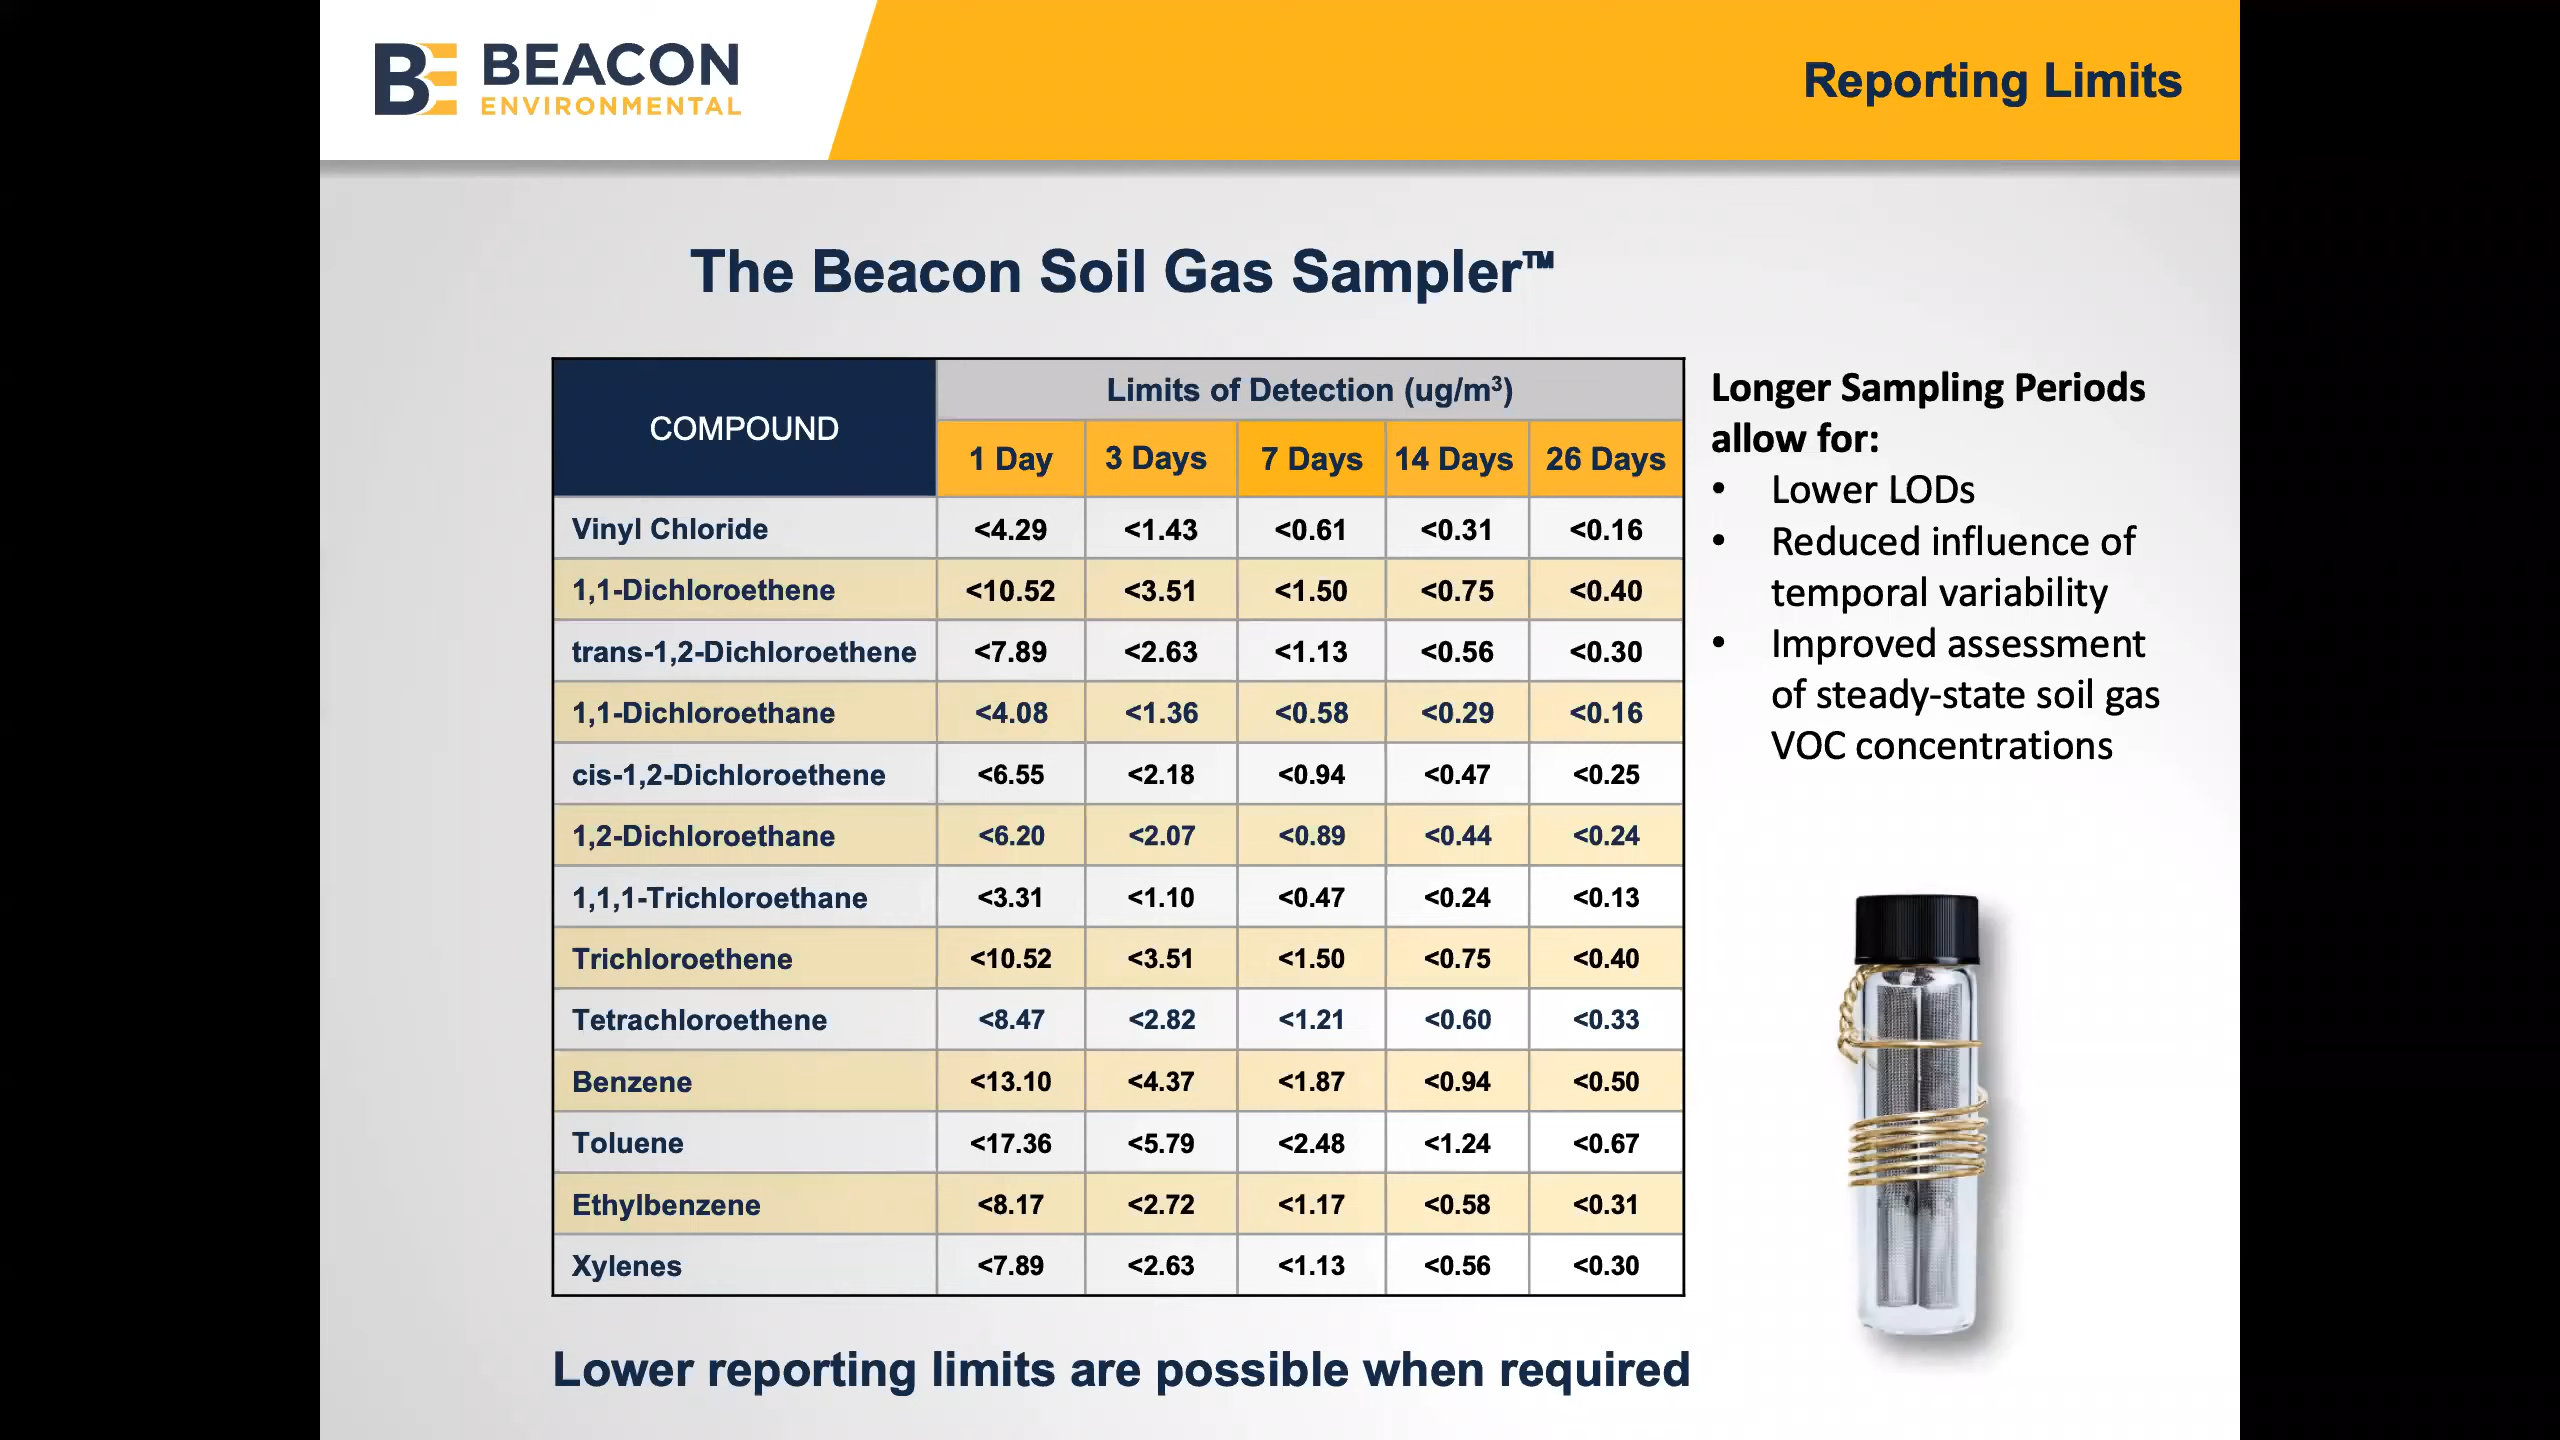 BE BEACON
ENVIRONMENTAL
Reporting Limits
The Beacon Soil Gas Sampler™
COMPOUND
Limits of Detection (ug/m³)
1 Day 3 Days 7 Days 14 Days 26 Days
Vinyl Chloride <4.29 <1.43 <0.61 <0.31 <0.16
1,1-Dichloroethene <10.52 <3.51 <1.50 <0.75 <0.40
trans-1,2-Dichloroethene <7.89 <2.63 <1.13 <0.56 <0.30
1,1-Dichloroethane <4.08 <1.36 <0.58 <0.29 <0.16
cis-1,2-Dichloroethene <6.55 <2.18 <0.94 <0.47 <0.25
1,2-Dichloroethane <6.20 <2.07 <0.89 <0.44 <0.24
1,1,1-Trichloroethane <3.31 <1.10 <0.47 <0.24 <0.13
Trichloroethene <10.52 <3.51 <1.50 <0.75 <0.40
Tetrachloroethene <8.47 <2.82 <1.21 <0.60 <0.33
Benzene <13.10 <4.37 <1.87 <0.94 <0.50
Toluene <17.36 <5.79 <2.48 <1.24 <0.67
Ethylbenzene <8.17 <2.72 <1.17 <0.58 <0.31
Xylenes <7.89 <2.63 <1.13 <0.56 <0.30
Longer Sampling Periods
allow for:
• Lower LODs
• Reduced influence of
temporal variability
• Improved assessment
of steady-state soil gas
VOC concentrations
Lower reporting limits are possible when required